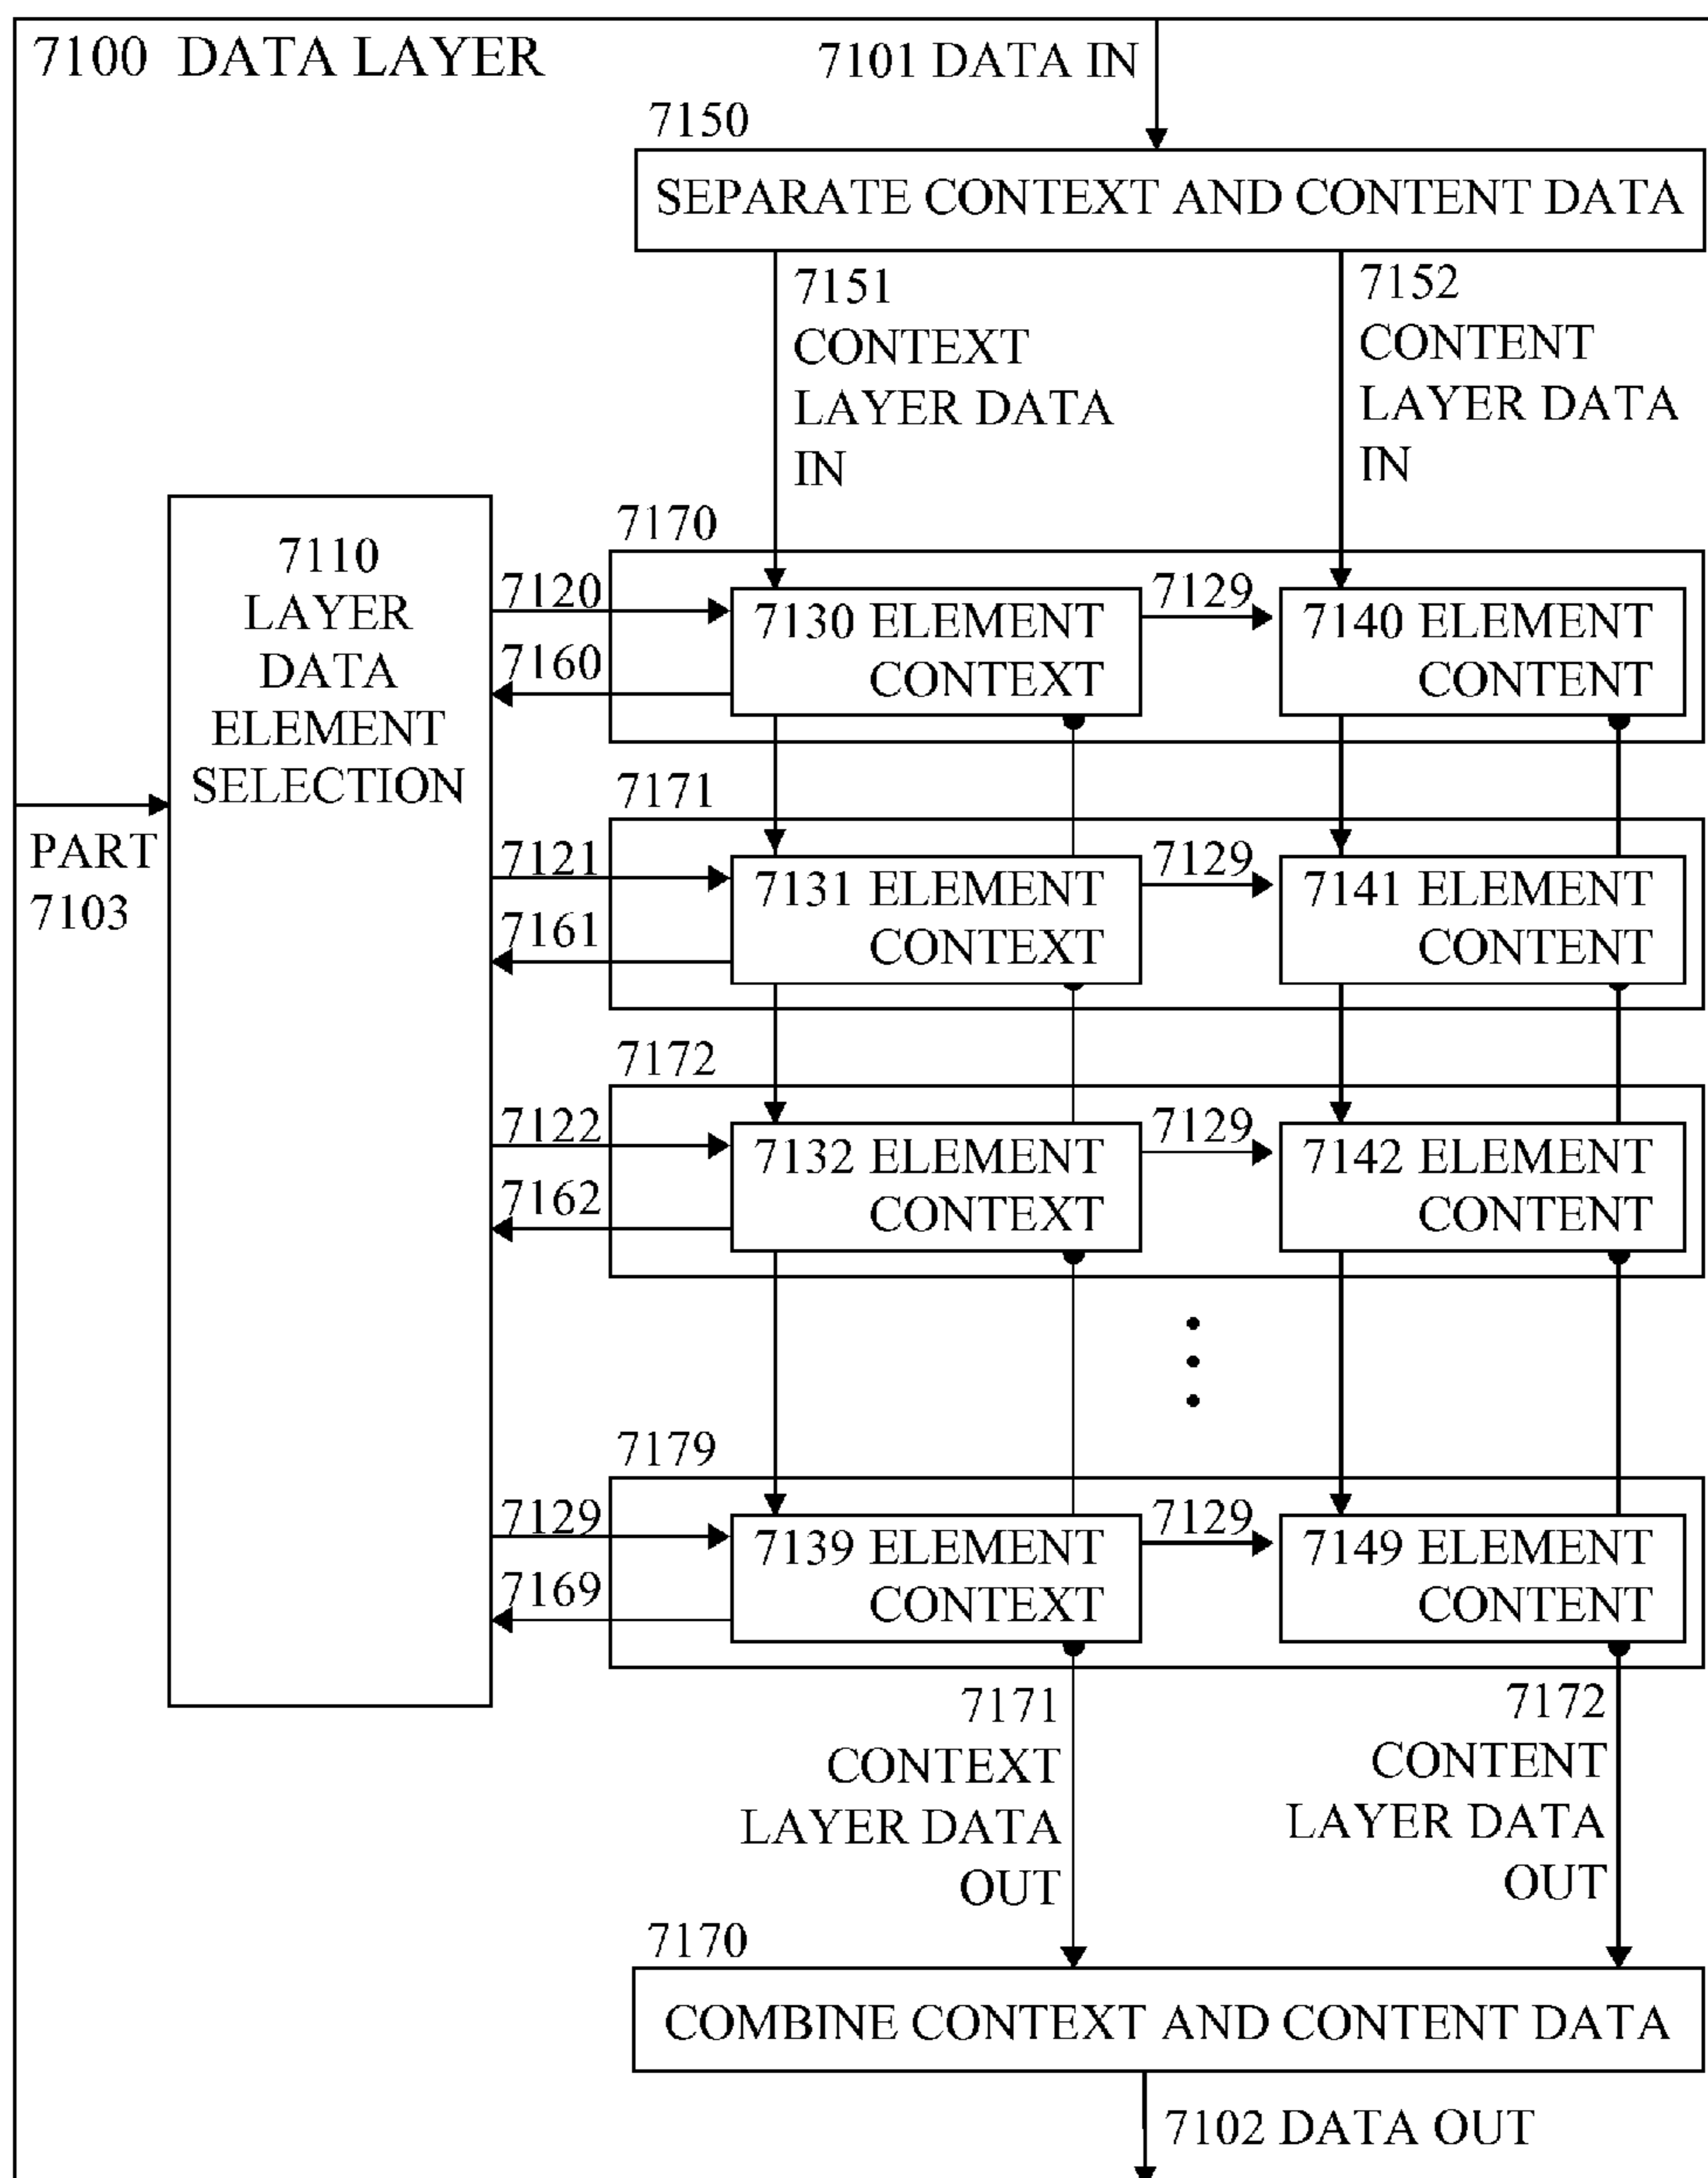 7100 DATA LAYER
7101 DATA IN
7150
SEPARATE CONTEXT AND CONTENT DATA
7151
CONTEXT
LAYER DATA
IN
7152
CONTENT
LAYER DATA
IN
7110
LAYER
DATA
ELEMENT
SELECTION
PART
7103
7170
7120
7160
7130 ELEMENT
CONTEXT
7129
7140 ELEMENT
CONTENT
7171
7121
7161
7131 ELEMENT
CONTEXT
7129
7141 ELEMENT
CONTENT
7172
7122
7162
7132 ELEMENT
CONTEXT
7129
7142 ELEMENT
CONTENT
7179
7129
7169
7139 ELEMENT
CONTEXT
7129
7149 ELEMENT
CONTENT
7171
CONTEXT
LAYER DATA
OUT
7172
CONTENT
LAYER DATA
OUT
7170
COMBINE CONTEXT AND CONTENT DATA
7102 DATA OUT